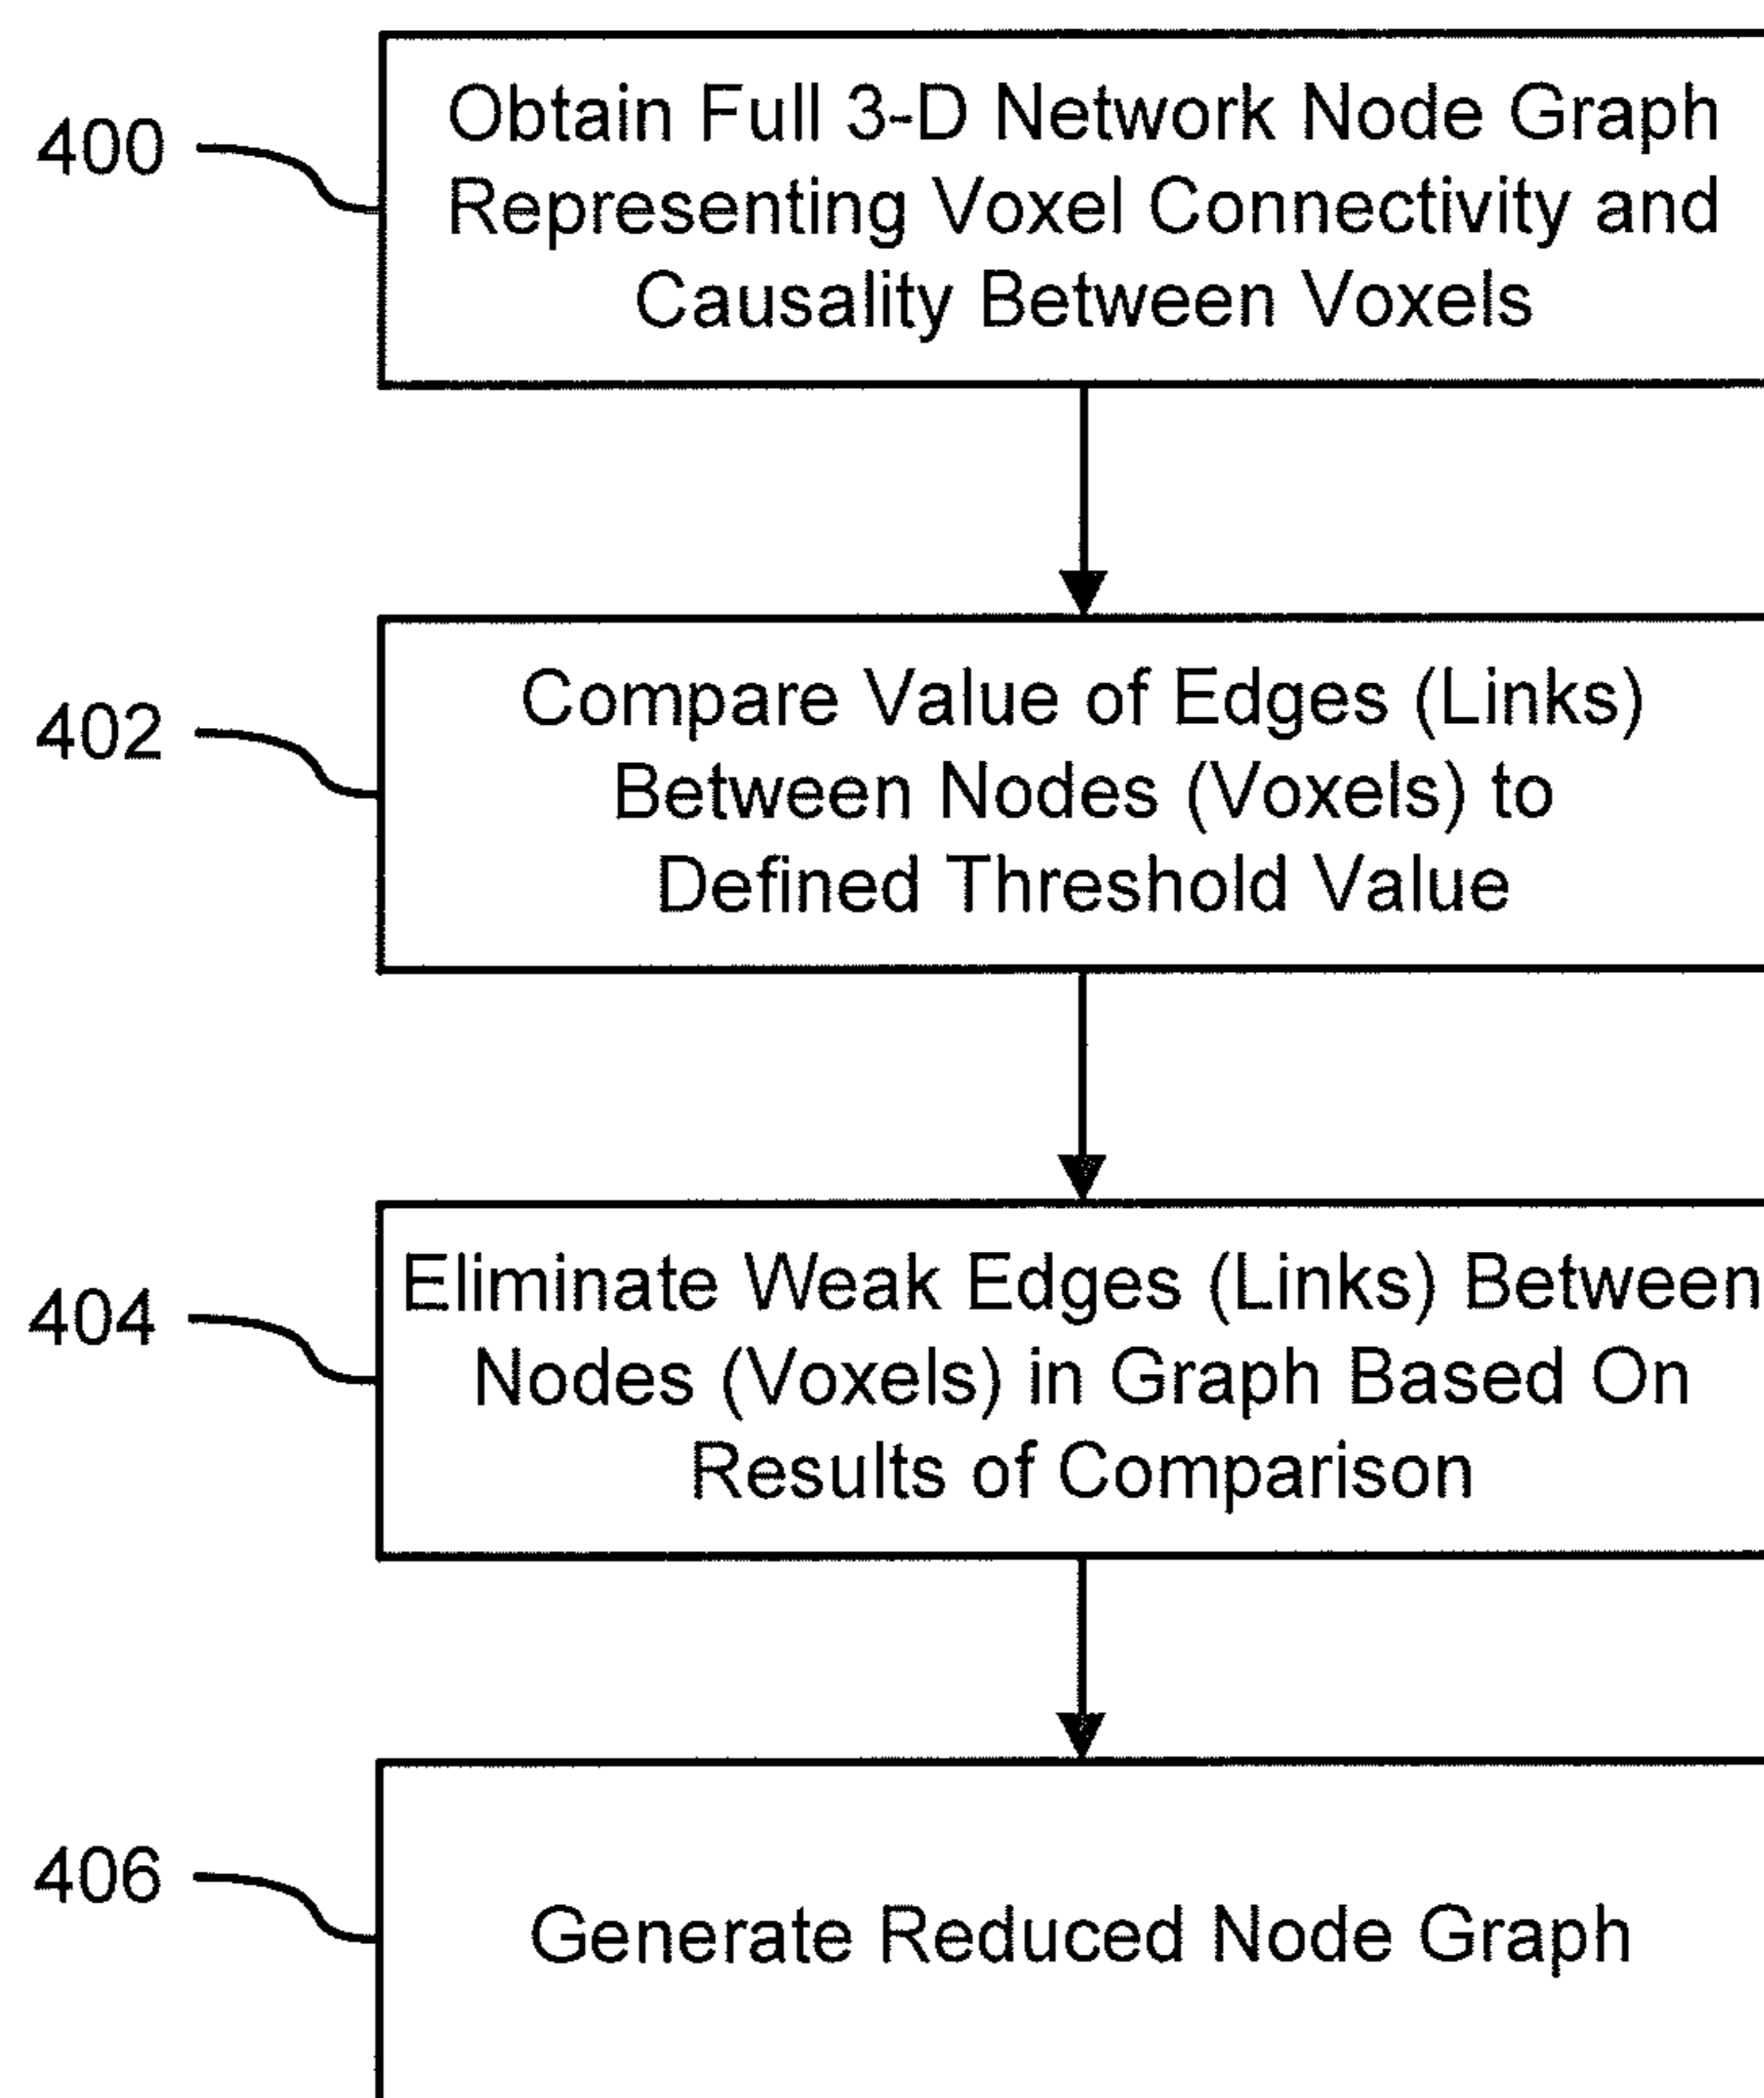 400
Obtain Full 3-D Network Node Graph
Representing Voxel Connectivity and
Causality Between Voxels
402
Compare Value of Edges (Links)
Between Nodes (Voxels) to
Defined Threshold Value
404
Eliminate Weak Edges (Links) Between
Nodes (Voxels) in Graph Based On
Results of Comparison
406
Generate Reduced Node Graph